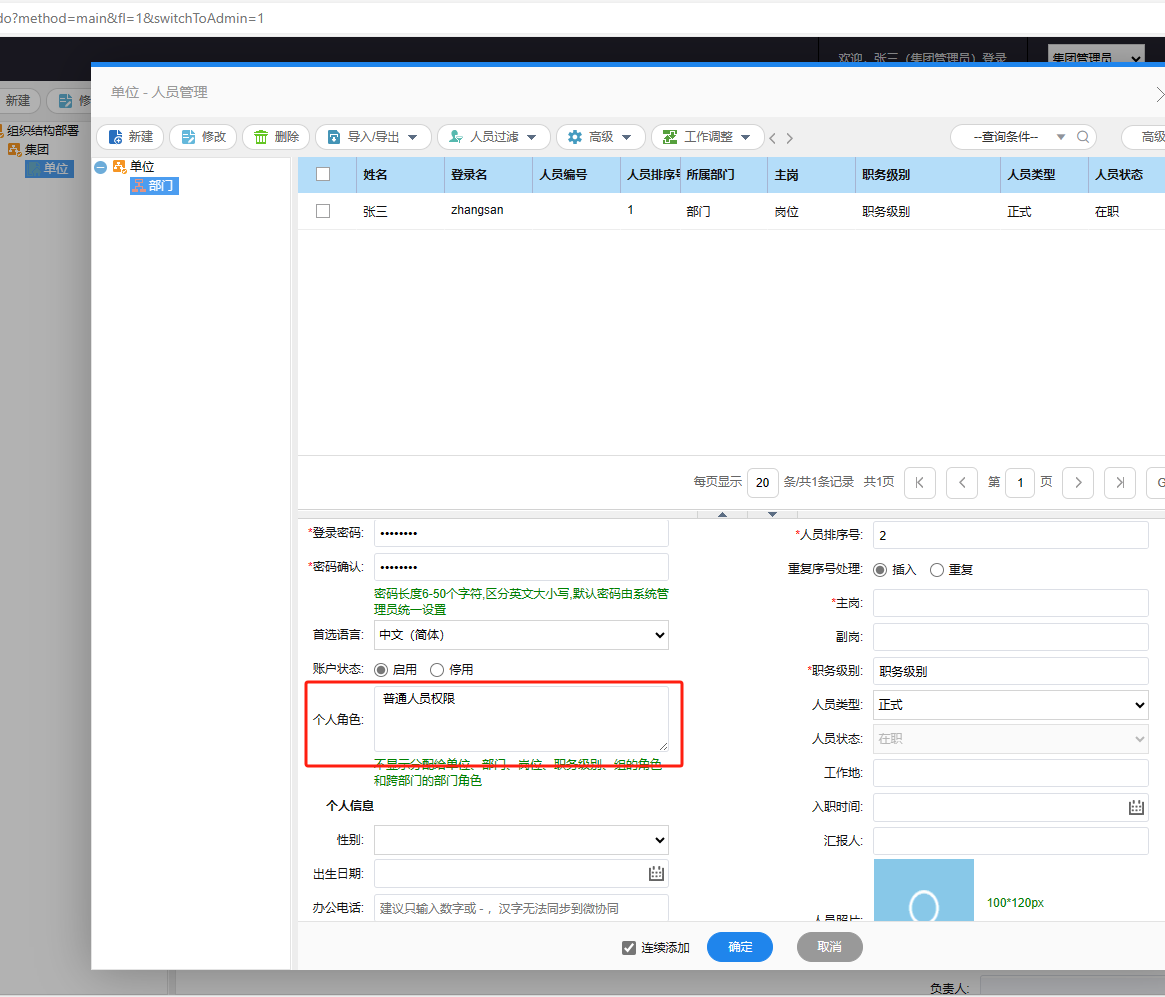 do?method=main&fl=1&switchToAdmin=1
欢迎，张三（集团管理员）登录
集团管理员
新建
修
组织结构部署
集团
单位
单位 - 人员管理
新建 修改 删除 导入/导出 人员过滤 高级 工作调整 --查询条件-- 高级
单位
部门
姓名 登录名 人员编号 人员排序号 所属部门 主岗 职务级别 人员类型 人员状态
张三 zhangsan 1 部门 岗位 职务级别 正式 在职
每页显示 20 条/共1条记录 共1页 第 1 页
*登录密码: ••••••••
*密码确认: ••••••••
密码长度6-50个字符,区分英文大小写,默认密码由系统管
理员统一设置
首选语言: 中文（简体）
账户状态: 启用 停用
个人角色: 普通人员权限
不显示分配给单位、部门、岗位、职务级别、组的角色
和跨部门的部门角色
个人信息
性别:
出生日期:
办公电话: 建议只输入数字或 - ，汉字无法同步到微协同
*人员排序号: 2
重复序号处理: 插入 重复
*主岗:
副岗:
*职务级别: 职务级别
人员类型: 正式
人员状态: 在职
工作地:
入职时间:
汇报人:
人员照片: 100*120px
连续添加 确定 取消
负责人: